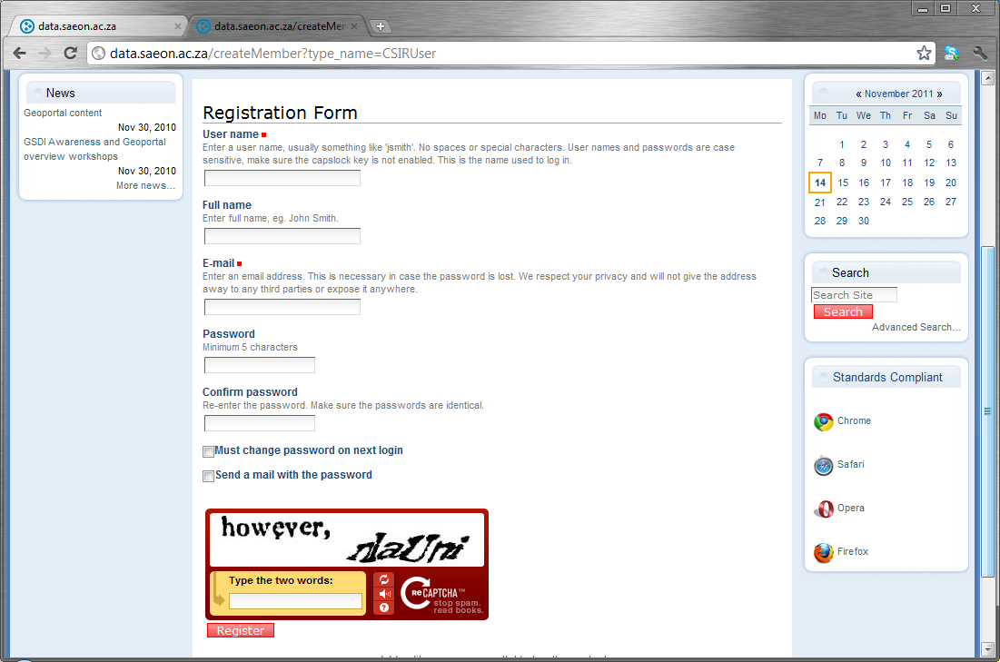 data.saeon.ac.za
data.saeon.ac.za/createMer
data.saeon.ac.za/createMember?type_name=CSIRUser
News
Geoportal content
Nov 30, 2010
GSDI Awareness and Geoportal
overview workshops
Nov 30, 2010
More news…
Registration Form
User name
Enter a user name, usually something like 'jsmith'. No spaces or special characters. User names and passwords are case
sensitive, make sure the capslock key is not enabled. This is the name used to log in.
Full name
Enter full name, eg. John Smith.
E-mail
Enter an email address. This is necessary in case the password is lost. We respect your privacy and will not give the address
away to any third parties or expose it anywhere.
Password
Minimum 5 characters
Confirm password
Re-enter the password. Make sure the passwords are identical.
Must change password on next login
Send a mail with the password
however,
Type the two words:
ReCAPTCHA™
stop spam.
read books.
Register
« November 2011 »
Mo Tu We Th Fr Sa Su
1 2 3 4 5 6
7 8 9 10 11 12 13
14 15 16 17 18 19 20
21 22 23 24 25 26 27
28 29 30
Search
Search Site
Search
Advanced Search…
Standards Compliant
Chrome
Safari
Opera
Firefox